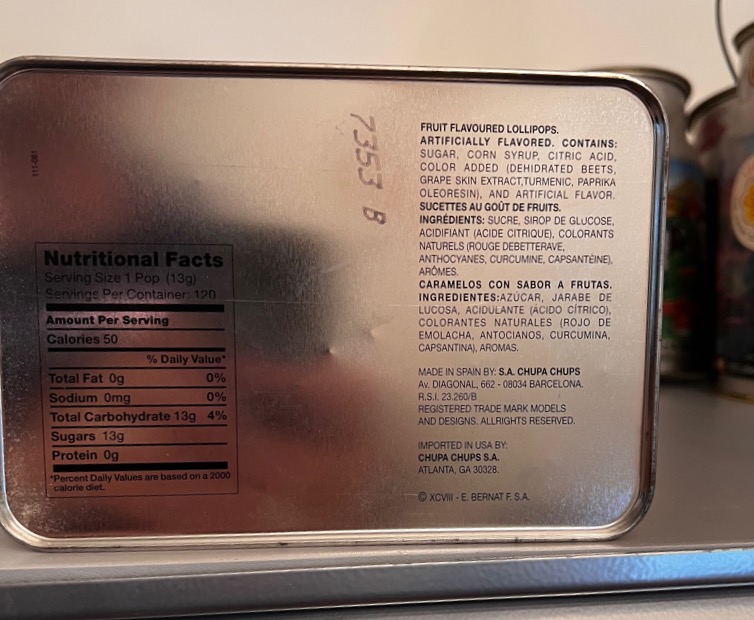 111-061
7353 B
Nutritional Facts
Serving Size 1 Pop (13g)
Servings Per Container: 120
Amount Per Serving
Calories 50
% Daily Value*
Total Fat 0g 0%
Sodium 0mg 0%
Total Carbohydrate 13g 4%
Sugars 13g
Protein 0g
*Percent Daily Values are based on a 2000
calorie diet.
FRUIT FLAVOURED LOLLIPOPS.
ARTIFICIALLY FLAVORED. CONTAINS:
SUGAR, CORN SYRUP, CITRIC ACID,
COLOR ADDED (DEHIDRATED BEETS,
GRAPE SKIN EXTRACT,TURMENIC, PAPRIKA
OLEORESIN), AND ARTIFICIAL FLAVOR.
SUCETTES AU GOÛT DE FRUITS.
INGRÉDIENTS: SUCRE, SIROP DE GLUCOSE,
ACIDIFIANT (ACIDE CITRIQUE), COLORANTS
NATURELS (ROUGE DEBETTERAVE,
ANTHOCYANES, CURCUMINE, CAPSANTÉINE),
ARÔMES.
CARAMELOS CON SABOR A FRUTAS.
INGREDIENTES:AZÚCAR, JARABE DE
LUCOSA, ACIDULANTE (ÁCIDO CÍTRICO),
COLORANTES NATURALES (ROJO DE
EMOLACHA, ANTOCIANOS, CURCUMINA,
CAPSANTINA), AROMAS.
MADE IN SPAIN BY: S.A. CHUPA CHUPS
Av. DIAGONAL, 662 - 08034 BARCELONA.
R.S.I. 23.260/B
REGISTERED TRADE MARK MODELS
AND DESIGNS. ALLRIGHTS RESERVED.
IMPORTED IN USA BY:
CHUPA CHUPS S.A.
ATLANTA, GA 30328.
© XCVIII - E. BERNAT F. S.A.